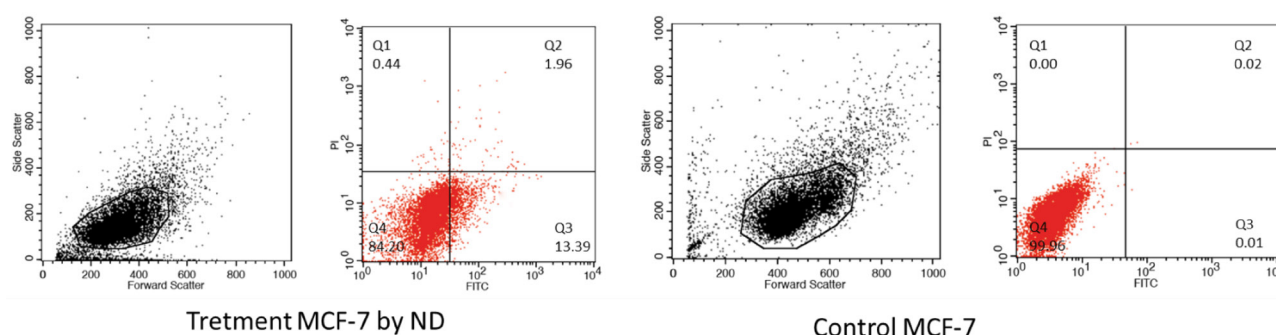 Side Scatter
1000
800
600
400
200
0
0 200 400 600 800 1000
Forward Scatter
PI
10^4
10^3
10^2
10^1
10^0
Q1
0.44
Q2
1.96
Q4
84.20
Q3
13.39
10^0 10^1 10^2 10^3 10^4
FITC
Side Scatter
1000
800
600
400
200
0
0 200 400 600 800 1000
Forward Scatter
PI
10^4
10^3
10^2
10^1
10^0
Q1
0.00
Q2
0.02
Q4
99.96
Q3
0.01
10^0 10^1 10^2 10^3
FITC
Tretment MCF-7 by ND
Control MCF-7